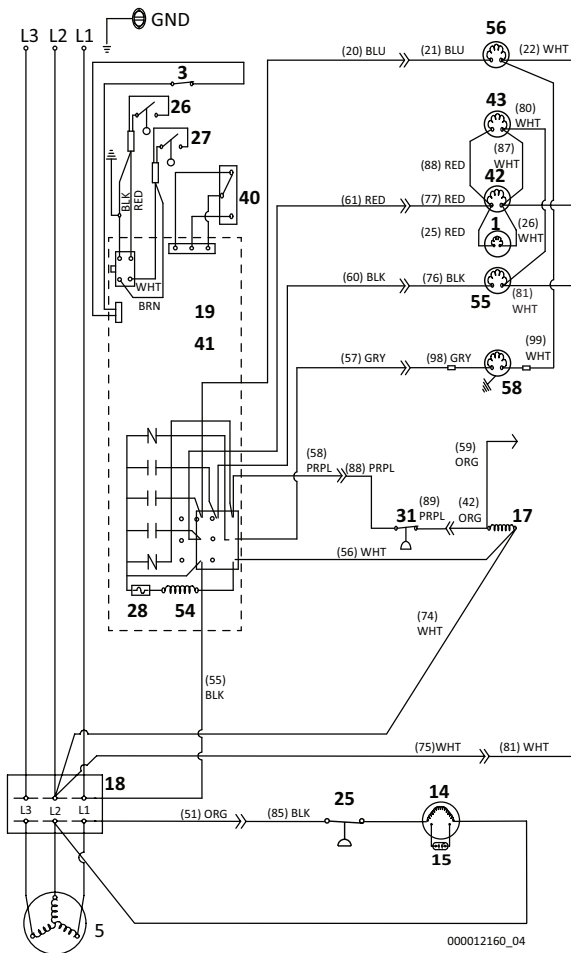 GND
L3 L2 L1
3
26
27
40
BLK
RED
WHT
BRN
19
41
(20) BLU
(21) BLU
56
(22) WHT
43
(80)
WHT
(87)
WHT
(88) RED
42
(61) RED
(77) RED
1
(25) RED
(26)
WHT
(60) BLK
(76) BLK
55
(81)
WHT
(57) GRY
(98) GRY
(99)
WHT
58
(59)
ORG
(58)
PRPL
(88) PRPL
(89)
PRPL
(42)
ORG
31
17
(56) WHT
28
54
(74)
WHT
(55)
BLK
(75)WHT
(81) WHT
18
L3 L2 L1
(51) ORG
(85) BLK
25
14
15
5
000012160_04